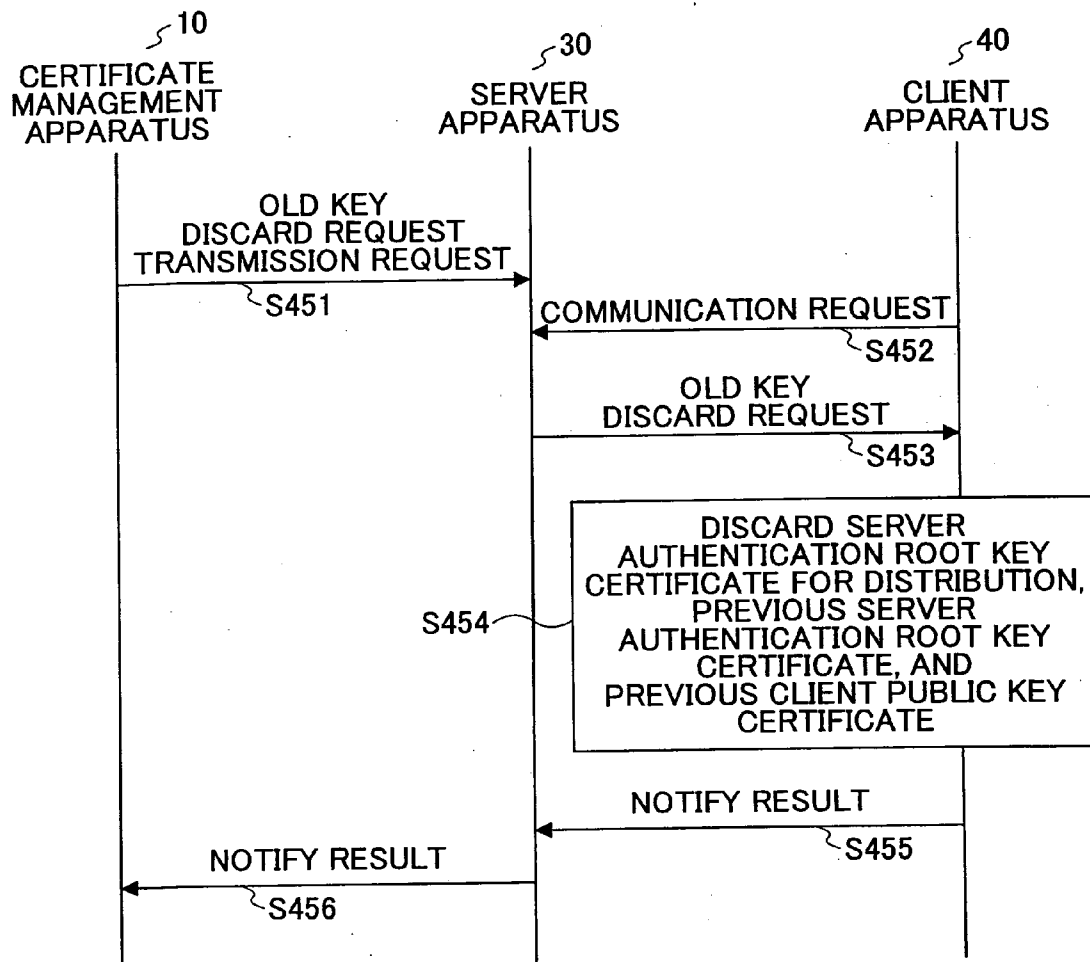 10
CERTIFICATE
MANAGEMENT
APPARATUS
30
SERVER
APPARATUS
40
CLIENT
APPARATUS
OLD KEY
DISCARD REQUEST
TRANSMISSION REQUEST
S451
COMMUNICATION REQUEST
S452
OLD KEY
DISCARD REQUEST
S453
S454
DISCARD SERVER
AUTHENTICATION ROOT KEY
CERTIFICATE FOR DISTRIBUTION,
PREVIOUS SERVER
AUTHENTICATION ROOT KEY
CERTIFICATE, AND
PREVIOUS CLIENT PUBLIC KEY
CERTIFICATE
NOTIFY RESULT
S455
NOTIFY RESULT
S456